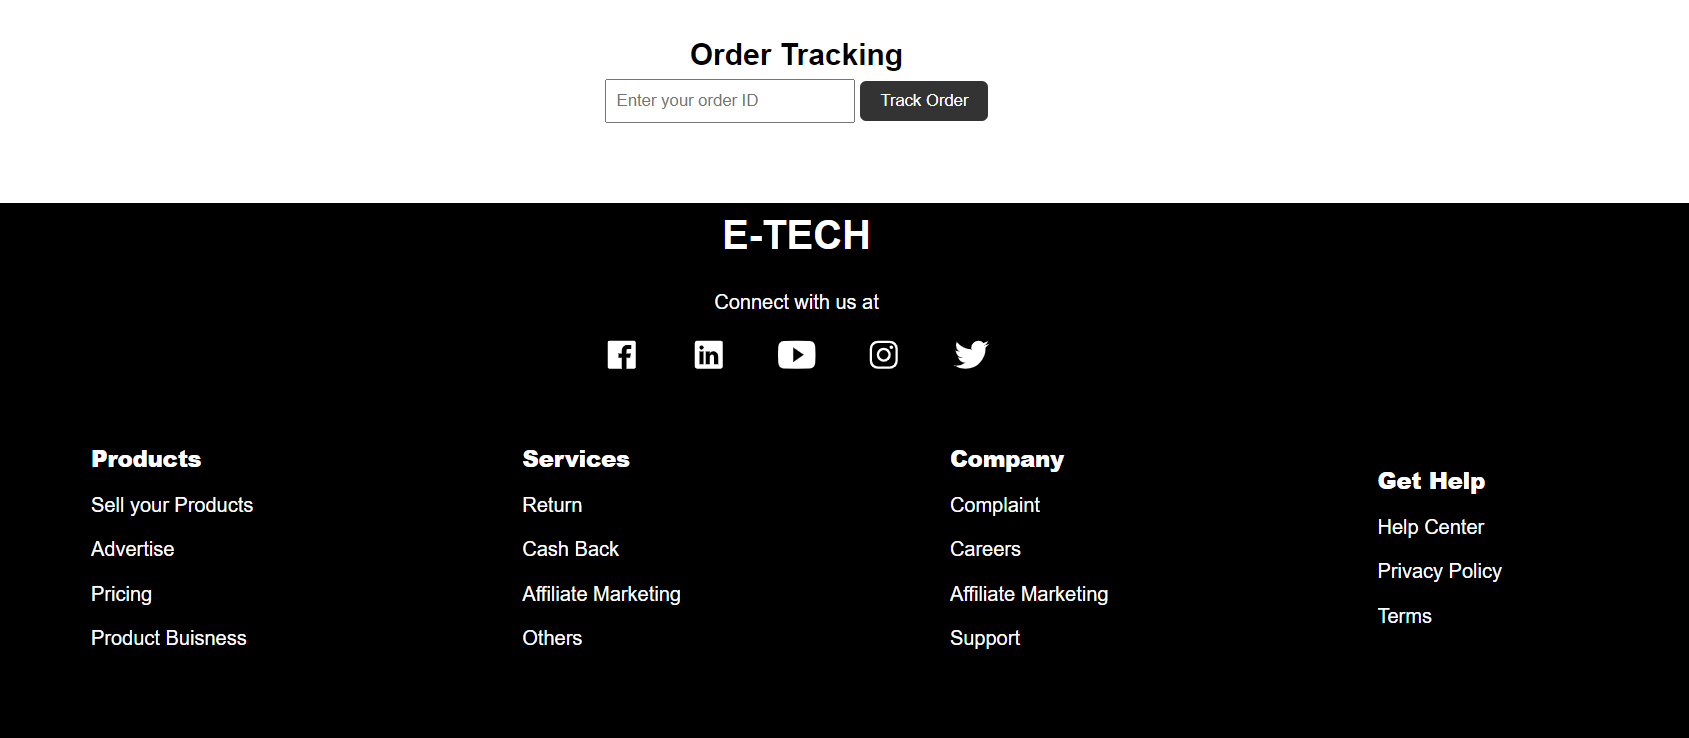 Order Tracking
Enter your order ID
Track Order
E-TECH
Connect with us at
Products
Sell your Products
Advertise
Pricing
Product Buisness
Services
Return
Cash Back
Affiliate Marketing
Others
Company
Complaint
Careers
Affiliate Marketing
Support
Get Help
Help Center
Privacy Policy
Terms